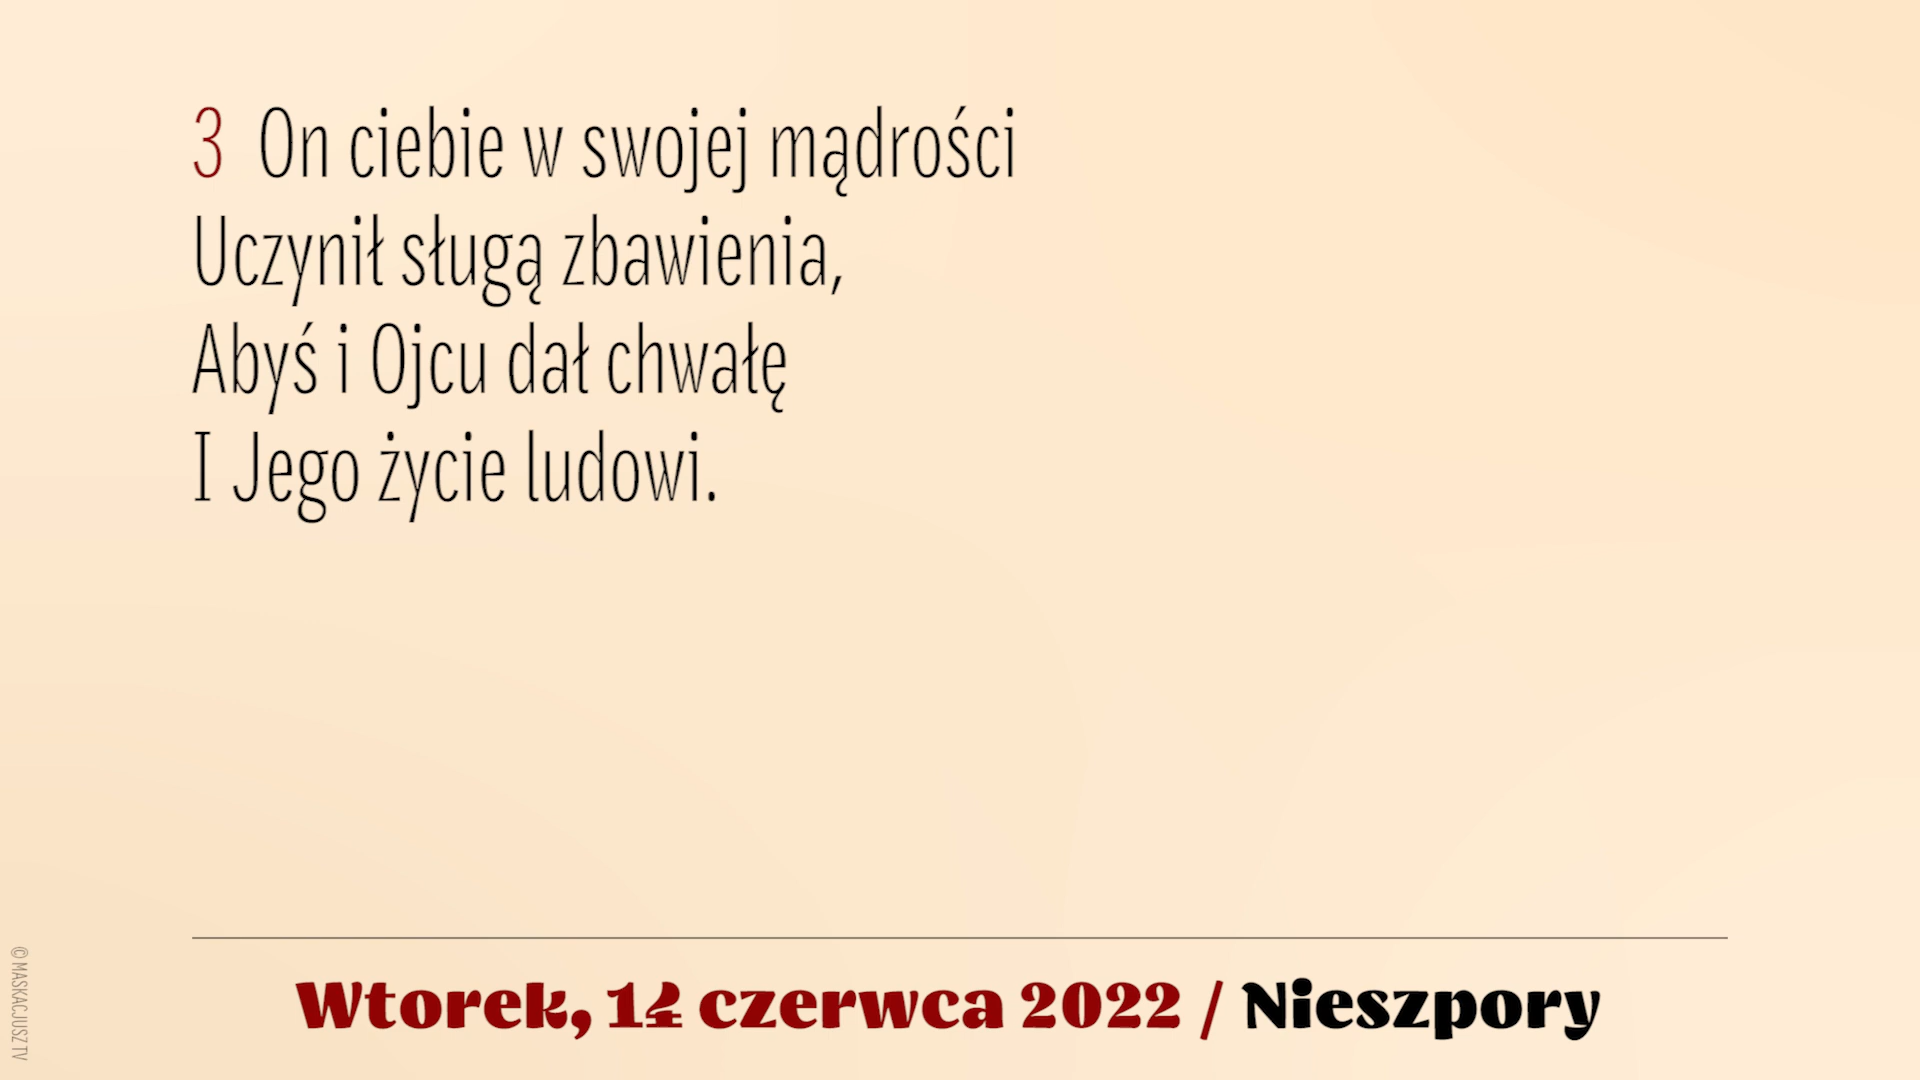 3 On ciebie w swojej mądrości
Uczynił sługą zbawienia,
Abyś i Ojcu dał chwałę
I Jego życie ludowi.
Wtorek, 14 czerwca 2022 / Nieszpory
© MASKACJUSZ TV